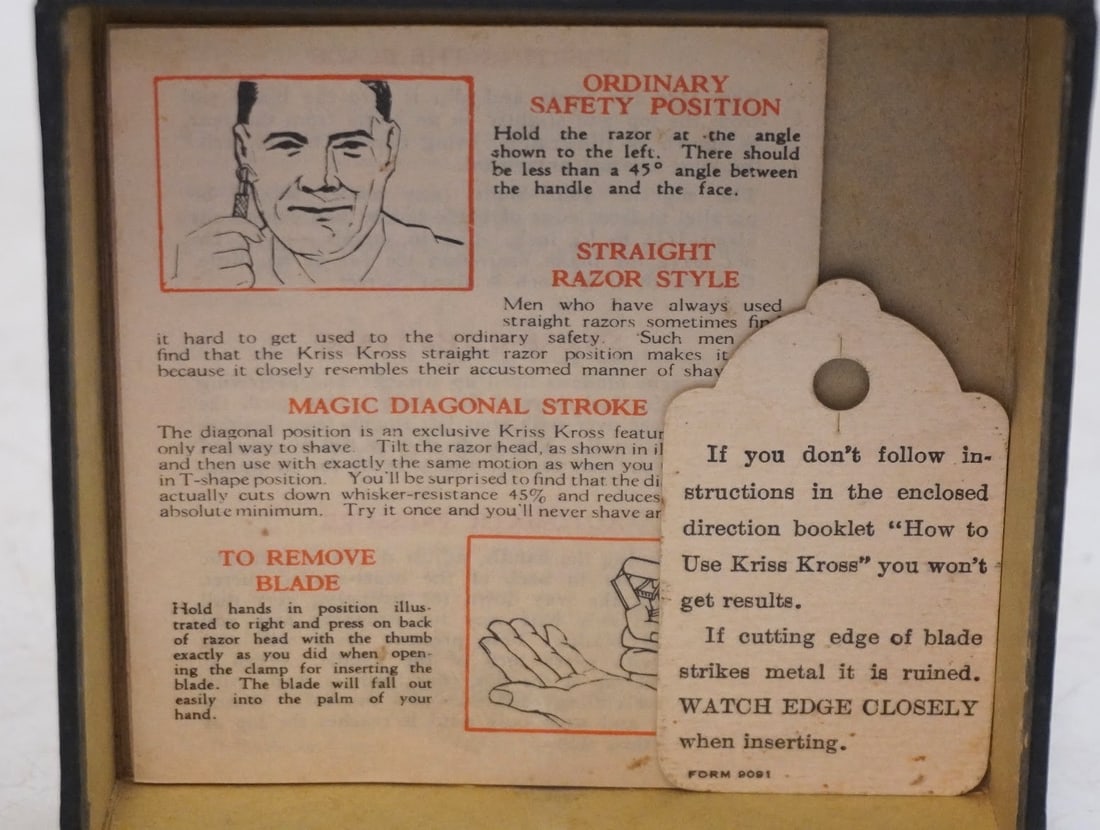 ORDINARY
SAFETY POSITION
Hold the razor at the angle
shown to the left. There should
be less than a 45° angle between
the handle and the face.
STRAIGHT
RAZOR STYLE
Men who have always used
straight razors sometimes
it hard to get used to the ordinary safety. Such men
find that the Kriss Kross straight razor position makes it
because it closely resembles their accustomed manner of
MAGIC DIAGONAL STROKE
The diagonal position is an exclusive Kriss Kross
only real way to shave. Tilt the razor head, as shown in
and then use with exactly the same motion as when you
in T-shape position. You'll be surprised to find that the
actually cuts down whisker-resistance 45% and reduces
absolute minimum. Try it once and you'll never shave
TO REMOVE
BLADE
Hold hands in position illus-
trated to right and press on back
of razor head with the thumb
exactly as you did when open-
ing the clamp for inserting the
blade. The blade will fall out
easily into the palm of your
hand.
If you don't follow in-
structions in the enclosed
direction booklet "How to
Use Kriss Kross" you won't
get results.
If cutting edge of blade
strikes metal it is ruined.
WATCH EDGE CLOSELY
when inserting.
FORM 9091